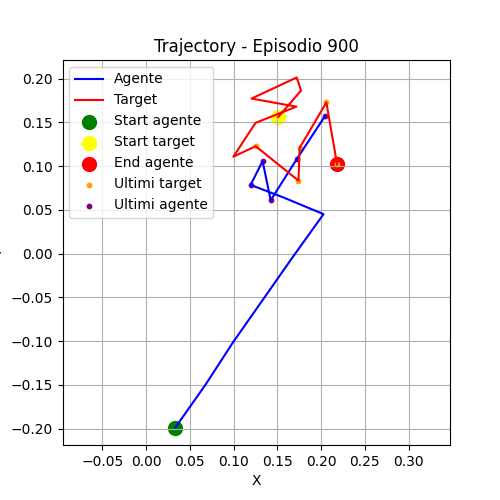 Trajectory - Episodio 900
Agente
Target
Start agente
Start target
End agente
Ultimi target
Ultimi agente
0.20
0.15
0.10
0.05
0.00
−0.05
−0.10
−0.15
−0.20
−0.05 0.00 0.05 0.10 0.15 0.20 0.25 0.30
X